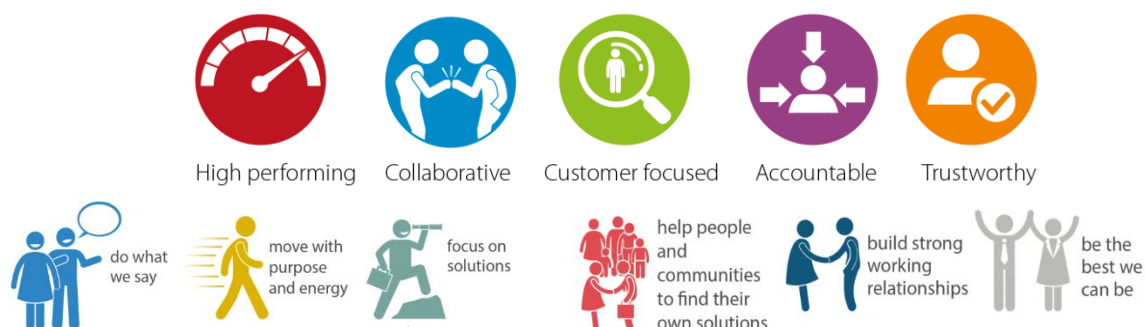 High performing
Collaborative
Customer focused
Accountable
Trustworthy
do what
we say
move with
purpose
and energy
focus on
solutions
help people
and
communities
to find their
own solutions
build strong
working
relationships
be the
best we
can be